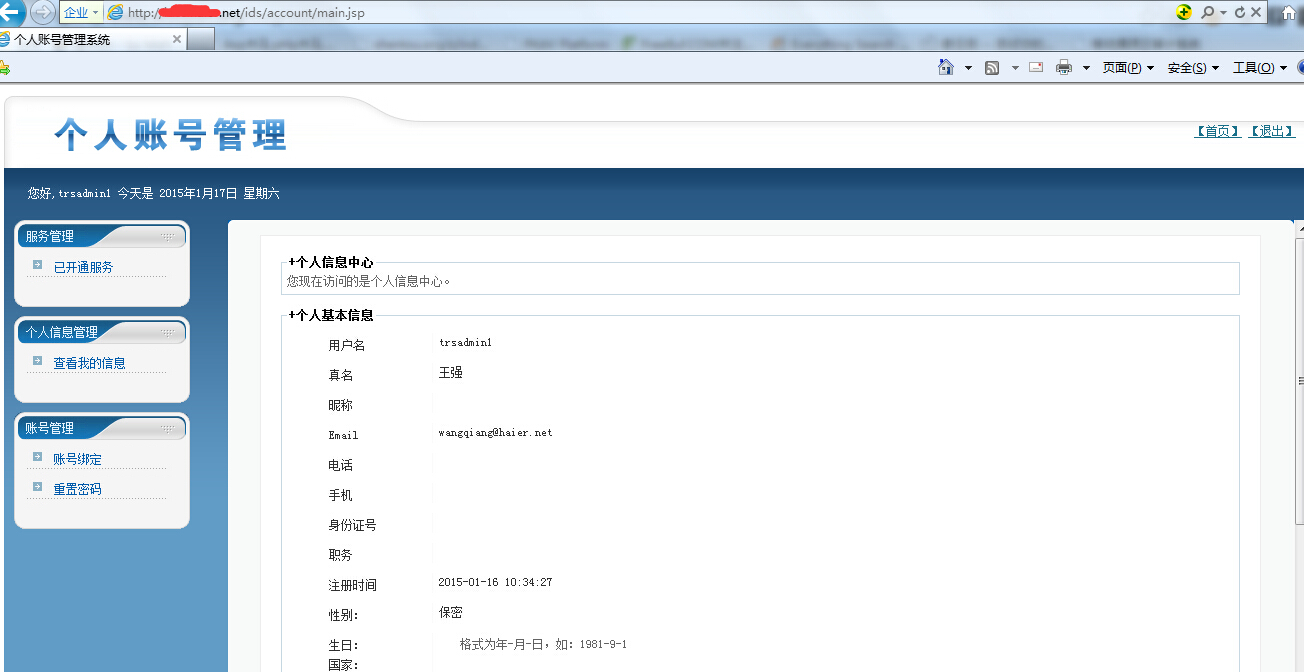 企业
http://
.net/ids/account/main.jsp
个人账号管理系统
页面(P)
安全(S)
工具(O)
个人账号管理
【首页】 【退出】
您好,trsadmin1 今天是 2015年1月17日 星期六
服务管理
已开通服务
个人信息管理
查看我的信息
账号管理
账号绑定
重置密码
+个人信息中心
您现在访问的是个人信息中心。
+个人基本信息
用户名 trsadmin1
真名 王强
昵称
Email wangqiang@haier.net
电话
手机
身份证号
职务
注册时间 2015-01-16 10:34:27
性别: 保密
生日: 格式为年-月-日，如：1981-9-1
国家: